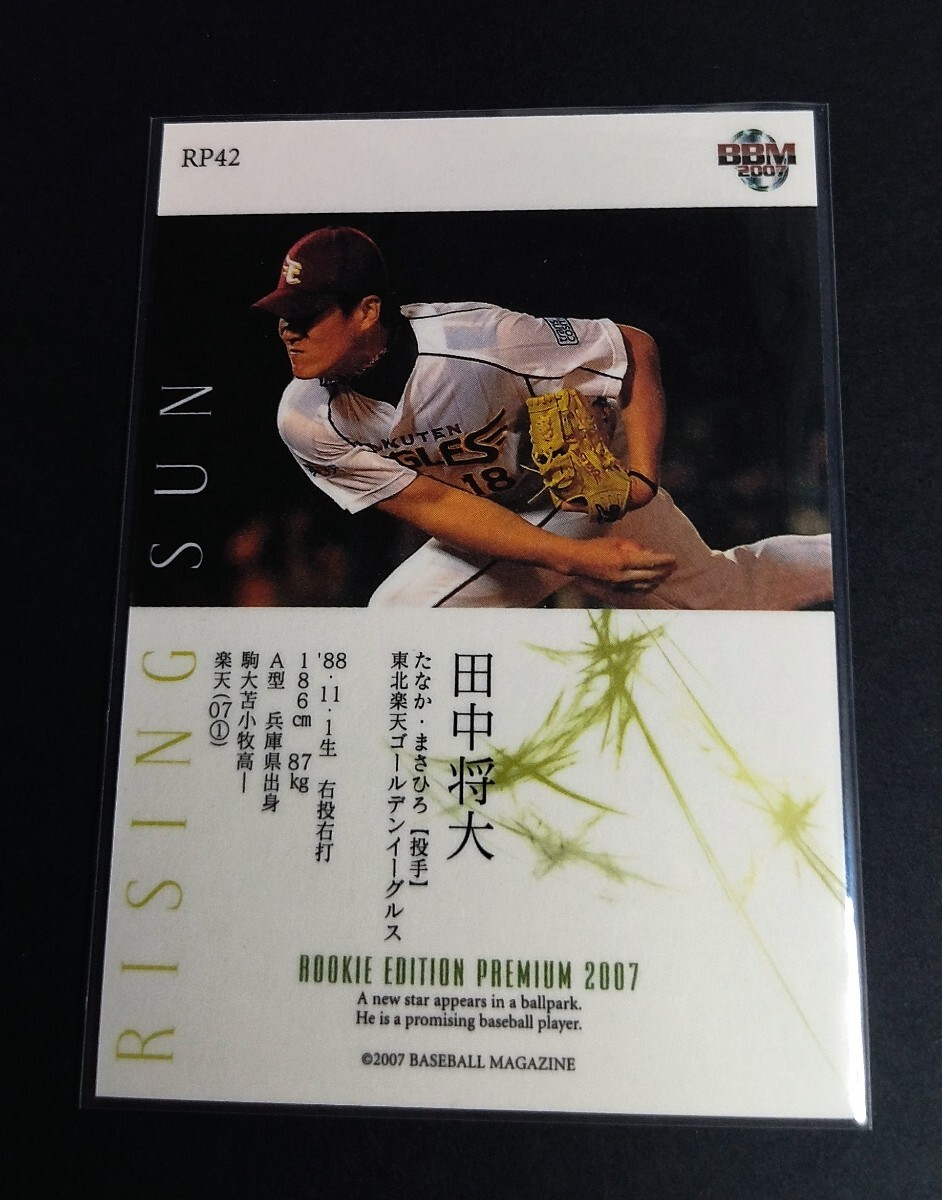 RP42
BBM
2007
RAKUTEN
EAGLES
18
RISING SUN
田中将大
たなか・まさひろ【投手】
東北楽天ゴールデンイーグルス
'88・11・1生 右投右打
186㎝ 87㎏
A型 兵庫県出身
駒大苫小牧高―
楽天(07①)
ROOKIE EDITION PREMIUM 2007
A new star appears in a ballpark.
He is a promising baseball player.
©2007 BASEBALL MAGAZINE